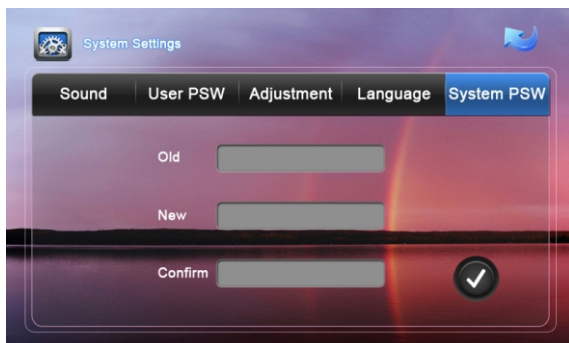 System Settings
Sound User PSW Adjustment Language System PSW
Old
New
Confirm